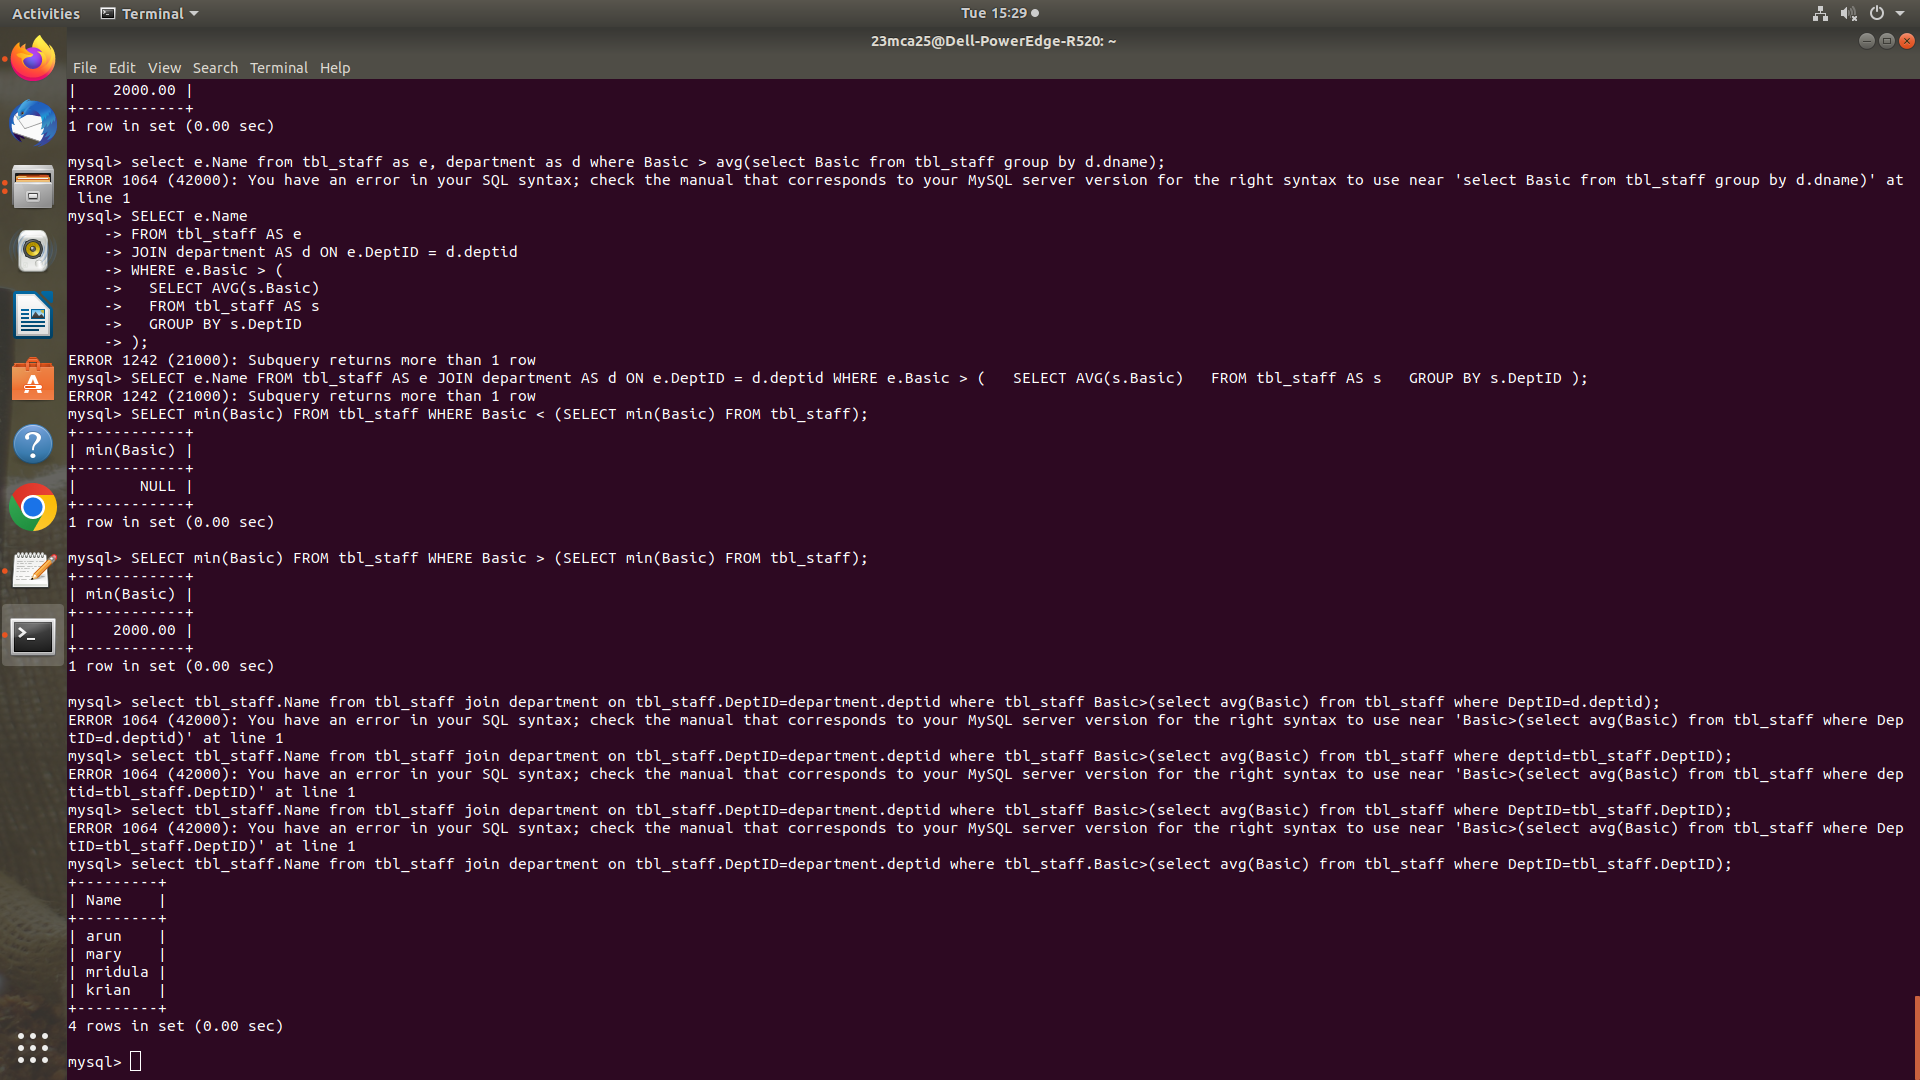 Activities Terminal Tue 15:29
23mca25@Dell-PowerEdge-R520: ~
File Edit View Search Terminal Help
|    2000.00 |
+------------+
1 row in set (0.00 sec)

mysql> select e.Name from tbl_staff as e, department as d where Basic > avg(select Basic from tbl_staff group by d.dname);
ERROR 1064 (42000): You have an error in your SQL syntax; check the manual that corresponds to your MySQL server version for the right syntax to use near 'select Basic from tbl_staff group by d.dname)' at
 line 1
mysql> SELECT e.Name
    -> FROM tbl_staff AS e
    -> JOIN department AS d ON e.DeptID = d.deptid
    -> WHERE e.Basic > (
    ->   SELECT AVG(s.Basic)
    ->   FROM tbl_staff AS s
    ->   GROUP BY s.DeptID
    -> );
ERROR 1242 (21000): Subquery returns more than 1 row
mysql> SELECT e.Name FROM tbl_staff AS e JOIN department AS d ON e.DeptID = d.deptid WHERE e.Basic > (   SELECT AVG(s.Basic)   FROM tbl_staff AS s   GROUP BY s.DeptID );
ERROR 1242 (21000): Subquery returns more than 1 row
mysql> SELECT min(Basic) FROM tbl_staff WHERE Basic < (SELECT min(Basic) FROM tbl_staff);
+------------+
| min(Basic) |
+------------+
|       NULL |
+------------+
1 row in set (0.00 sec)

mysql> SELECT min(Basic) FROM tbl_staff WHERE Basic > (SELECT min(Basic) FROM tbl_staff);
+------------+
| min(Basic) |
+------------+
|    2000.00 |
+------------+
1 row in set (0.00 sec)

mysql> select tbl_staff.Name from tbl_staff join department on tbl_staff.DeptID=department.deptid where tbl_staff Basic>(select avg(Basic) from tbl_staff where DeptID=d.deptid);
ERROR 1064 (42000): You have an error in your SQL syntax; check the manual that corresponds to your MySQL server version for the right syntax to use near 'Basic>(select avg(Basic) from tbl_staff where Dep
tID=d.deptid)' at line 1
mysql> select tbl_staff.Name from tbl_staff join department on tbl_staff.DeptID=department.deptid where tbl_staff Basic>(select avg(Basic) from tbl_staff where deptid=tbl_staff.DeptID);
ERROR 1064 (42000): You have an error in your SQL syntax; check the manual that corresponds to your MySQL server version for the right syntax to use near 'Basic>(select avg(Basic) from tbl_staff where dep
tid=tbl_staff.DeptID)' at line 1
mysql> select tbl_staff.Name from tbl_staff join department on tbl_staff.DeptID=department.deptid where tbl_staff Basic>(select avg(Basic) from tbl_staff where DeptID=tbl_staff.DeptID);
ERROR 1064 (42000): You have an error in your SQL syntax; check the manual that corresponds to your MySQL server version for the right syntax to use near 'Basic>(select avg(Basic) from tbl_staff where Dep
tID=tbl_staff.DeptID)' at line 1
mysql> select tbl_staff.Name from tbl_staff join department on tbl_staff.DeptID=department.deptid where tbl_staff.Basic>(select avg(Basic) from tbl_staff where DeptID=tbl_staff.DeptID);
+---------+
| Name    |
+---------+
| arun    |
| mary    |
| mridula |
| krian   |
+---------+
4 rows in set (0.00 sec)

mysql>